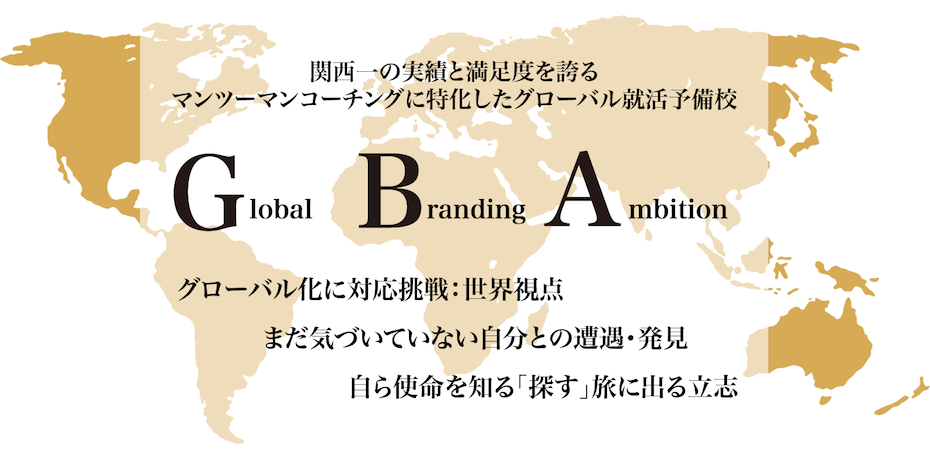 関西一の実績と満足度を誇る
マンツーマンコーチングに特化したグローバル就活予備校
Global Branding Ambition
グローバル化に対応挑戦：世界視点
まだ気づいていない自分との遭遇・発見
自ら使命を知る「探す」旅に出る立志